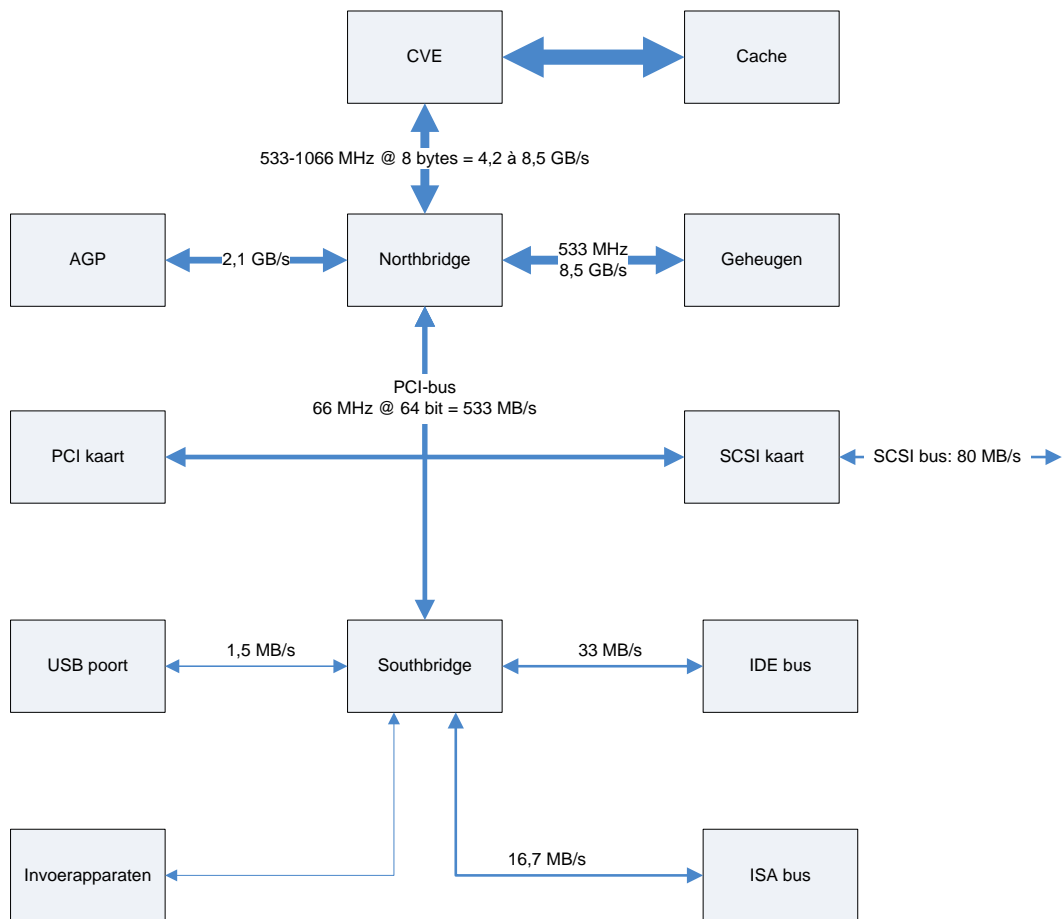 CVE
Cache
533-1066 MHz @ 8 bytes = 4,2 à 8,5 GB/s
AGP
2,1 GB/s
Northbridge
533 MHz
8,5 GB/s
Geheugen
PCI-bus
66 MHz @ 64 bit = 533 MB/s
PCI kaart
SCSI kaart
SCSI bus: 80 MB/s
USB poort
1,5 MB/s
Southbridge
33 MB/s
IDE bus
Invoerapparaten
16,7 MB/s
ISA bus